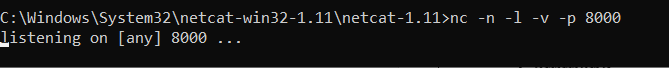 C:\Windows\System32\netcat-win32-1.11\netcat-1.11>nc -n -l -v -p 8000
listening on [any] 8000 ...